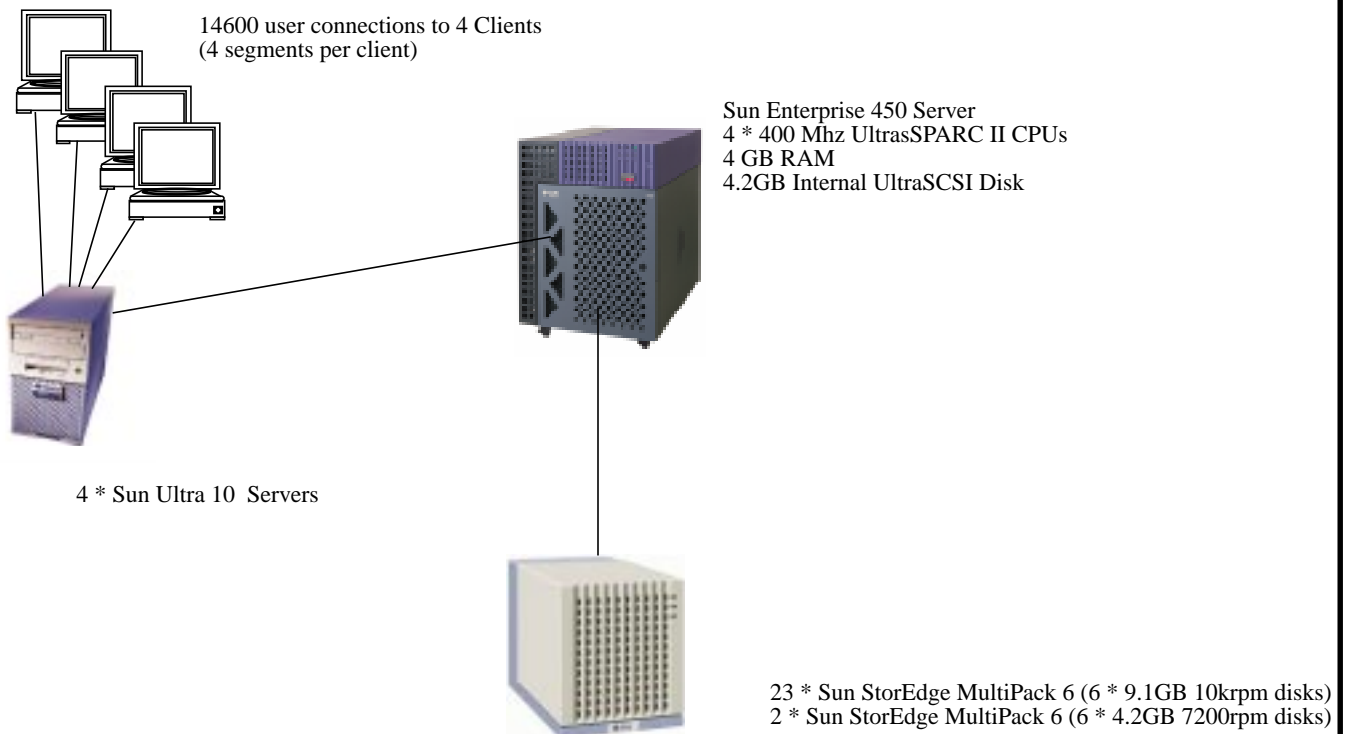 14600 user connections to 4 Clients
(4 segments per client)
Sun Enterprise 450 Server
4 * 400 Mhz UltrasSPARC II CPUs
4 GB RAM
4.2GB Internal UltraSCSI Disk
4 * Sun Ultra 10 Servers
23 * Sun StorEdge MultiPack 6 (6 * 9.1GB 10krpm disks)
2 * Sun StorEdge MultiPack 6 (6 * 4.2GB 7200rpm disks)